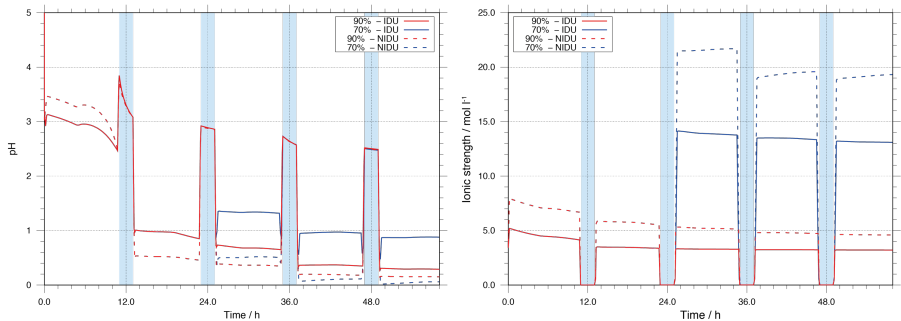 5
4
3
2
1
0
pH
0.0
12.0
24.0
36.0
48.0
Time / h
90% – IDU
70% – IDU
90% – NIDU
70% – NIDU
25.0
20.0
15.0
10.0
5.0
0.0
Ionic strength / mol l⁻¹
0.0
12.0
24.0
36.0
48.0
Time / h
90% – IDU
70% – IDU
90% – NIDU
70% – NIDU